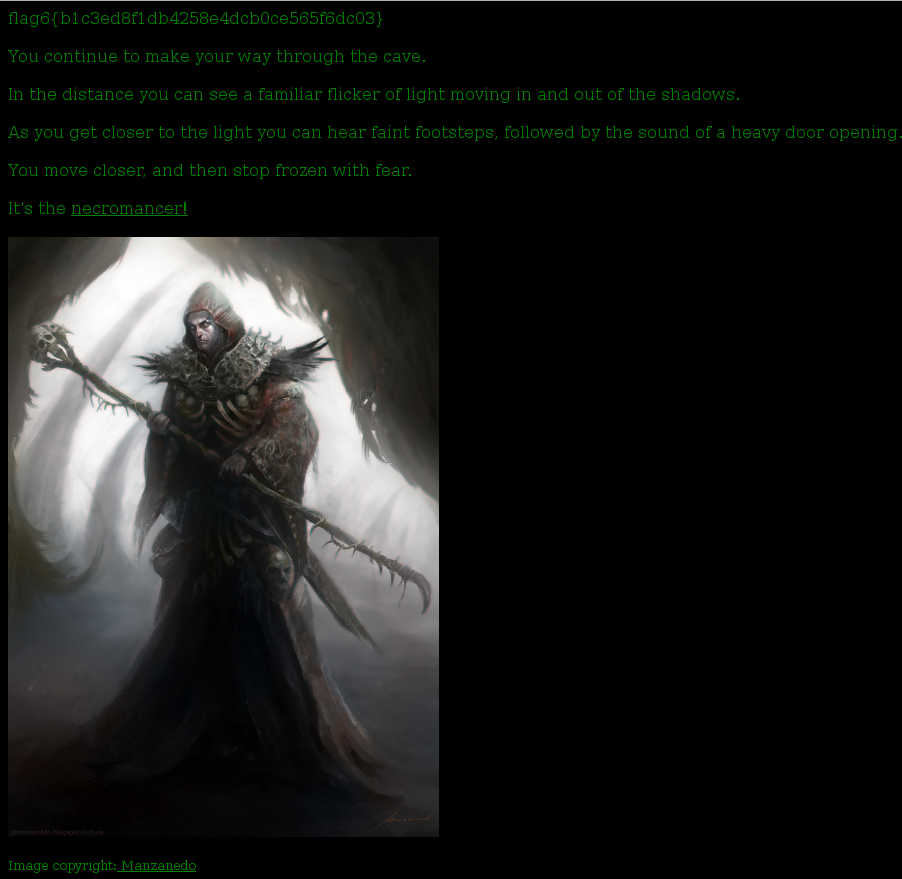 flag6{b1c3ed8f1db4258e4dcb0ce565f6dc03}
You continue to make your way through the cave.
In the distance you can see a familiar flicker of light moving in and out of the shadows.
As you get closer to the light you can hear faint footsteps, followed by the sound of a heavy door opening.
You move closer, and then stop frozen with fear.
It's the necromancer!
Image copyright: Manzanedo